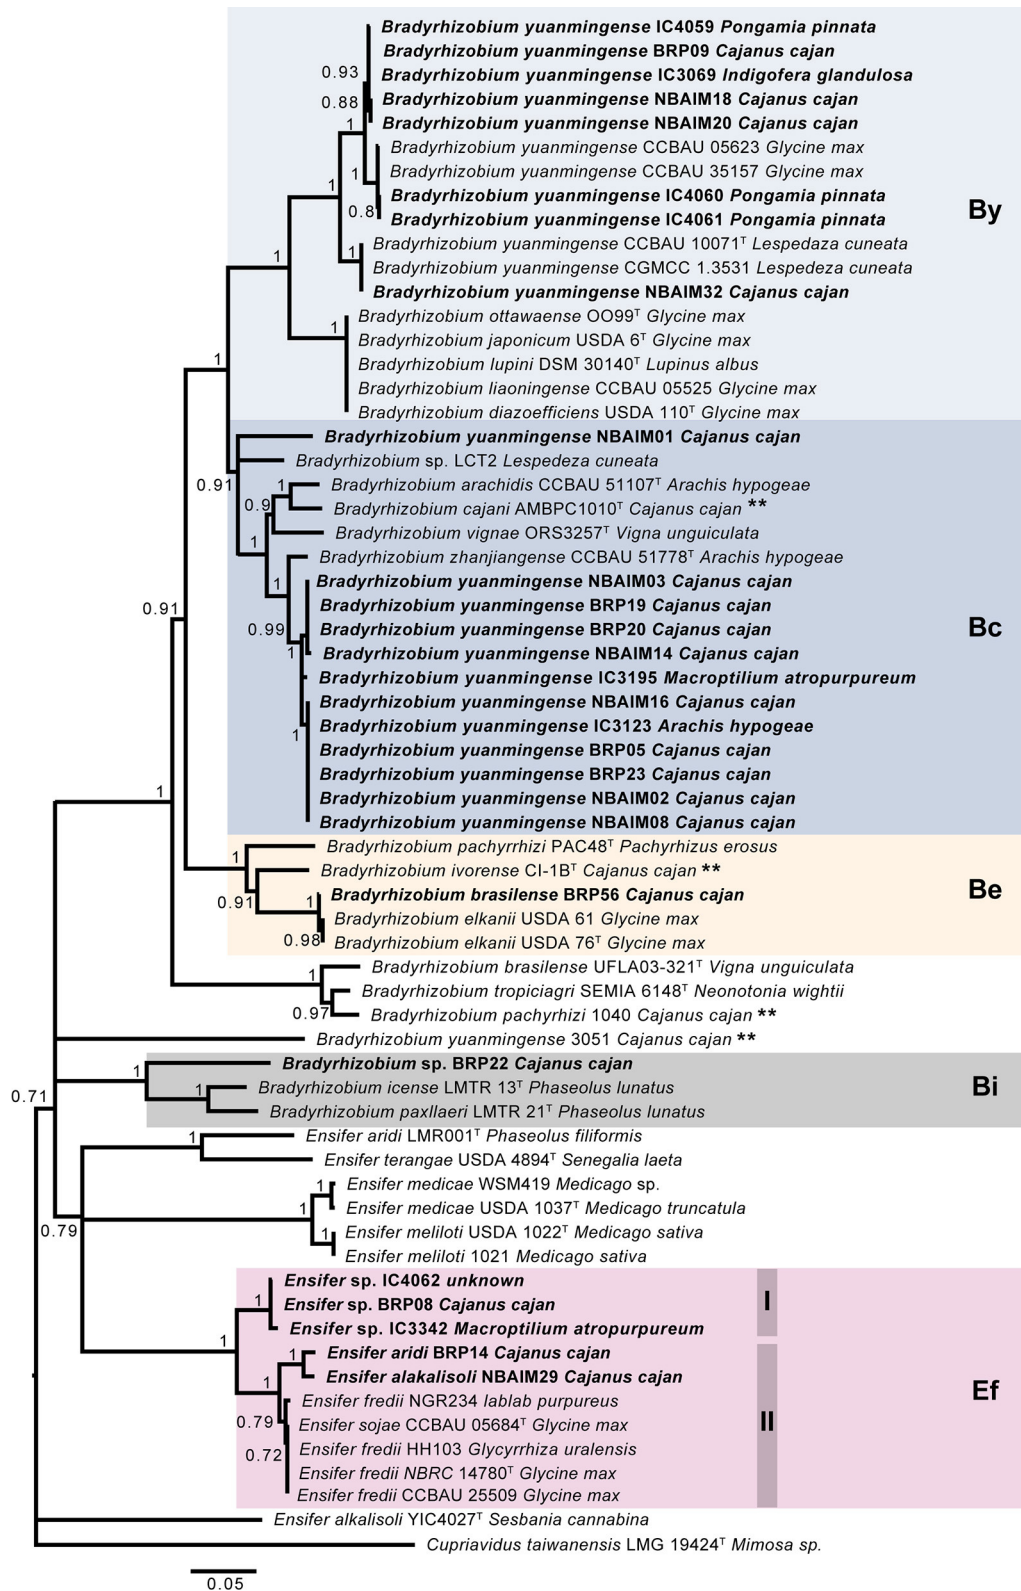 Bradyrhizobium yuanmingense IC4059 Pongamia pinnata
Bradyrhizobium yuanmingense BRP09 Cajanus cajan
0.93
Bradyrhizobium yuanmingense IC3069 Indigofera glandulosa
0.88
Bradyrhizobium yuanmingense NBAIM18 Cajanus cajan
1
Bradyrhizobium yuanmingense NBAIM20 Cajanus cajan
Bradyrhizobium yuanmingense CCBAU 05623 Glycine max
1
Bradyrhizobium yuanmingense CCBAU 35157 Glycine max
1
Bradyrhizobium yuanmingense IC4060 Pongamia pinnata
0.8
Bradyrhizobium yuanmingense IC4061 Pongamia pinnata
By
1
Bradyrhizobium yuanmingense CCBAU 10071ᵀ Lespedaza cuneata
1
Bradyrhizobium yuanmingense CGMCC 1.3531 Lespedeza cuneata
Bradyrhizobium yuanmingense NBAIM32 Cajanus cajan
Bradyrhizobium ottawaense OO99ᵀ Glycine max
1
Bradyrhizobium japonicum USDA 6ᵀ Glycine max
1
Bradyrhizobium lupini DSM 30140ᵀ Lupinus albus
Bradyrhizobium liaoningense CCBAU 05525 Glycine max
Bradyrhizobium diazoefficiens USDA 110ᵀ Glycine max
Bradyrhizobium yuanmingense NBAIM01 Cajanus cajan
Bradyrhizobium sp. LCT2 Lespedeza cuneata
0.91
1
Bradyrhizobium arachidis CCBAU 51107ᵀ Arachis hypogeae
0.9
Bradyrhizobium cajani AMBPC1010ᵀ Cajanus cajan **
Bradyrhizobium vignae ORS3257ᵀ Vigna unguiculata
1
Bradyrhizobium zhanjiangense CCBAU 51778ᵀ Arachis hypogeae
1
Bradyrhizobium yuanmingense NBAIM03 Cajanus cajan
0.91
Bradyrhizobium yuanmingense BRP19 Cajanus cajan
0.99
Bradyrhizobium yuanmingense BRP20 Cajanus cajan
Bc
1
Bradyrhizobium yuanmingense NBAIM14 Cajanus cajan
Bradyrhizobium yuanmingense IC3195 Macroptilium atropurpureum
Bradyrhizobium yuanmingense NBAIM16 Cajanus cajan
1
Bradyrhizobium yuanmingense IC3123 Arachis hypogeae
Bradyrhizobium yuanmingense BRP05 Cajanus cajan
Bradyrhizobium yuanmingense BRP23 Cajanus cajan
1
Bradyrhizobium yuanmingense NBAIM02 Cajanus cajan
Bradyrhizobium yuanmingense NBAIM08 Cajanus cajan
Bradyrhizobium pachyrrhizi PAC48ᵀ Pachyrhizus erosus
1
Bradyrhizobium ivorense CI-1Bᵀ Cajanus cajan **
Be
0.91
1
Bradyrhizobium brasilense BRP56 Cajanus cajan
Bradyrhizobium elkanii USDA 61 Glycine max
0.98
Bradyrhizobium elkanii USDA 76ᵀ Glycine max
Bradyrhizobium brasilense UFLA03-321ᵀ Vigna unguiculata
1
Bradyrhizobium tropiciagri SEMIA 6148ᵀ Neonotonia wightii
0.97
Bradyrhizobium pachyrhizi 1040 Cajanus cajan **
Bradyrhizobium yuanmingense 3051 Cajanus cajan **
Bradyrhizobium sp. BRP22 Cajanus cajan
1
Bradyrhizobium icense LMTR 13ᵀ Phaseolus lunatus
Bi
1
Bradyrhizobium paxllaeri LMTR 21ᵀ Phaseolus lunatus
0.71
Ensifer aridi LMR001ᵀ Phaseolus filiformis
1
Ensifer terangae USDA 4894ᵀ Senegalia laeta
Ensifer medicae WSM419 Medicago sp.
1
Ensifer medicae USDA 1037ᵀ Medicago truncatula
1
0.79
Ensifer meliloti USDA 1022ᵀ Medicago sativa
1
Ensifer meliloti 1021 Medicago sativa
Ensifer sp. IC4062 unknown
1
Ensifer sp. BRP08 Cajanus cajan
I
Ensifer sp. IC3342 Macroptilium atropurpureum
1
Ensifer aridi BRP14 Cajanus cajan
1
Ensifer alakalisoli NBAIM29 Cajanus cajan
1
Ef
Ensifer fredii NGR234 lablab purpureus
0.79
Ensifer sojae CCBAU 05684ᵀ Glycine max
II
Ensifer fredii HH103 Glycyrrhiza uralensis
0.72
Ensifer fredii NBRC 14780ᵀ Glycine max
Ensifer fredii CCBAU 25509 Glycine max
Ensifer alkalisoli YIC4027ᵀ Sesbania cannabina
Cupriavidus taiwanensis LMG 19424ᵀ Mimosa sp.
0.05